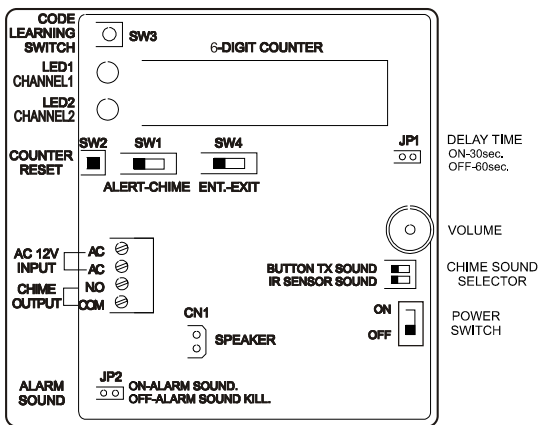 CODE
LEARNING
SWITCH
SW3
6-DIGIT COUNTER
LED1
CHANNEL1
LED2
CHANNEL2
SW2
SW1
SW4
JP1
DELAY TIME
ON-30sec.
OFF-60sec.
COUNTER
RESET
ALERT-CHIME
ENT.-EXIT
VOLUME
AC 12V
INPUT
AC
AC
CHIME
OUTPUT
N.O
COM
BUTTON TX SOUND
IR SENSOR SOUND
CHIME SOUND
SELECTOR
CN1
SPEAKER
ON
OFF
POWER
SWITCH
ALARM
SOUND
JP2
ON-ALARM SOUND.
OFF-ALARM SOUND KILL.